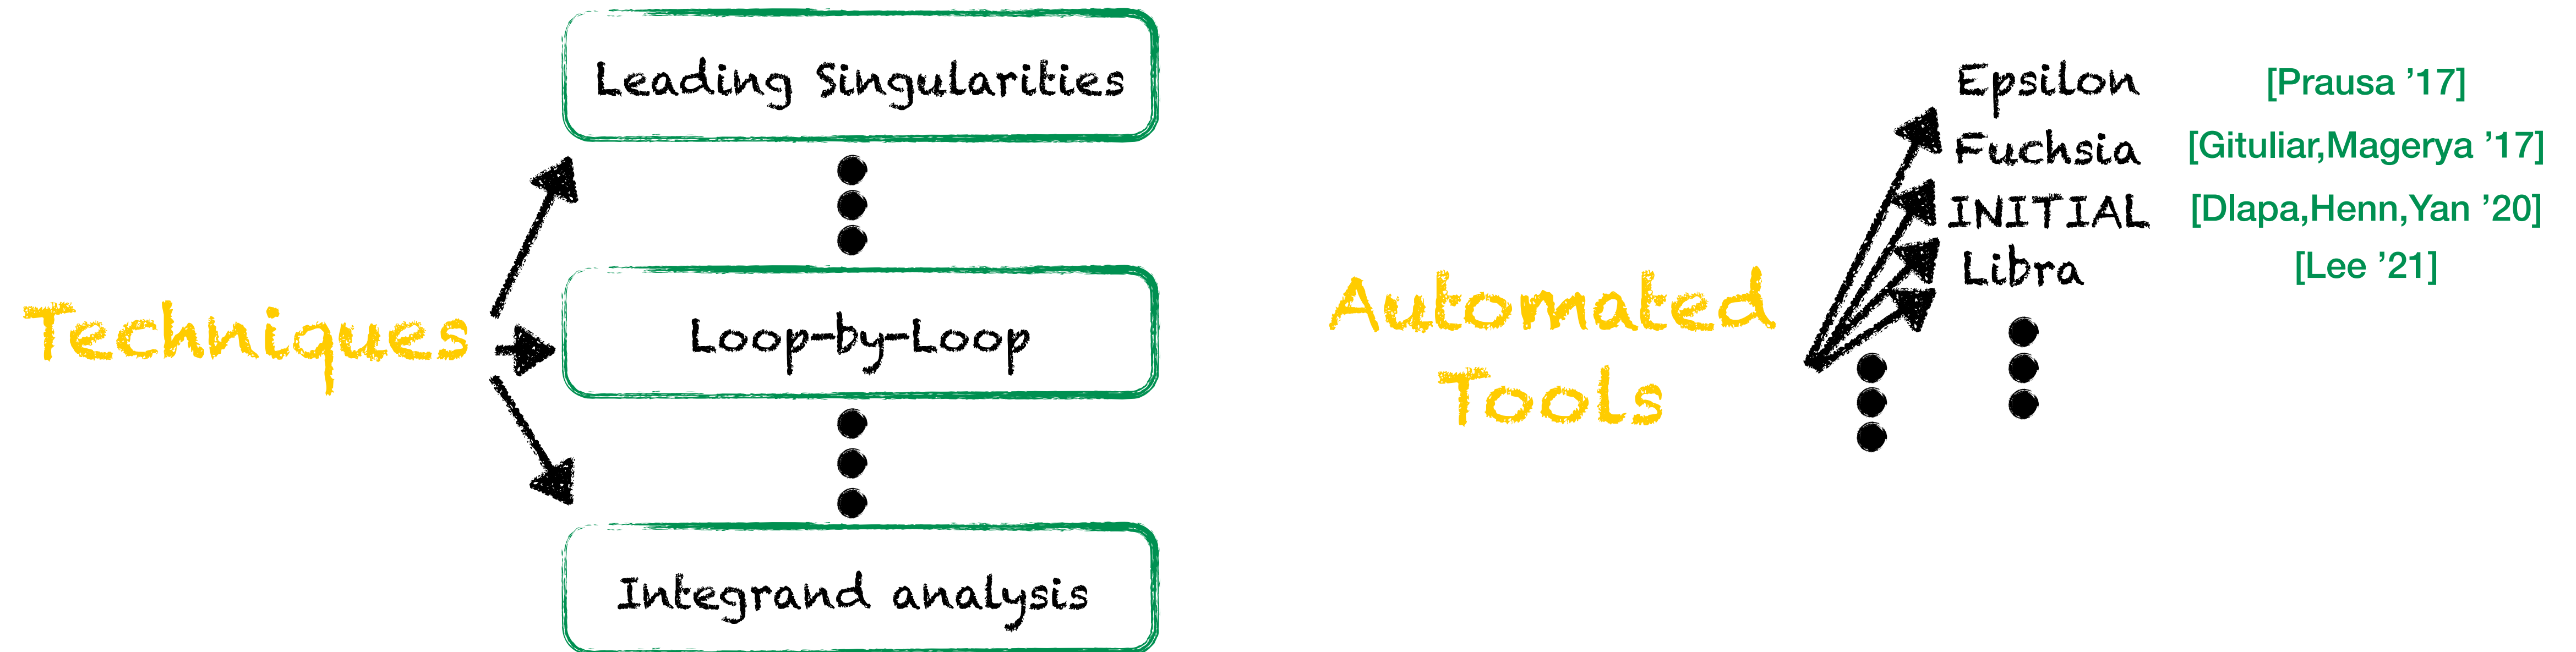 Techniques
Leading Singularities
Loop-by-Loop
Integrand analysis
Automated
Tools
Epsilon [Prausa ’17]
Fuchsia [Gituliar,Magerya ’17]
INITIAL [Dlapa,Henn,Yan ’20]
Libra [Lee ’21]